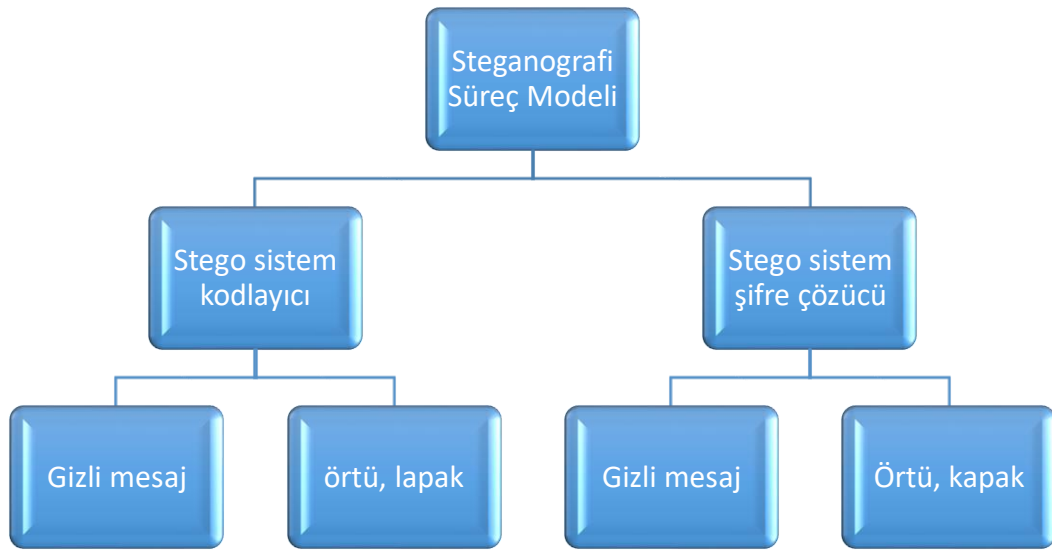 Steganografi
Süreç Modeli
Stego sistem
kodlayıcı
Stego sistem
şifre çözücü
Gizli mesaj
örtü, lapak
Gizli mesaj
Örtü, kapak